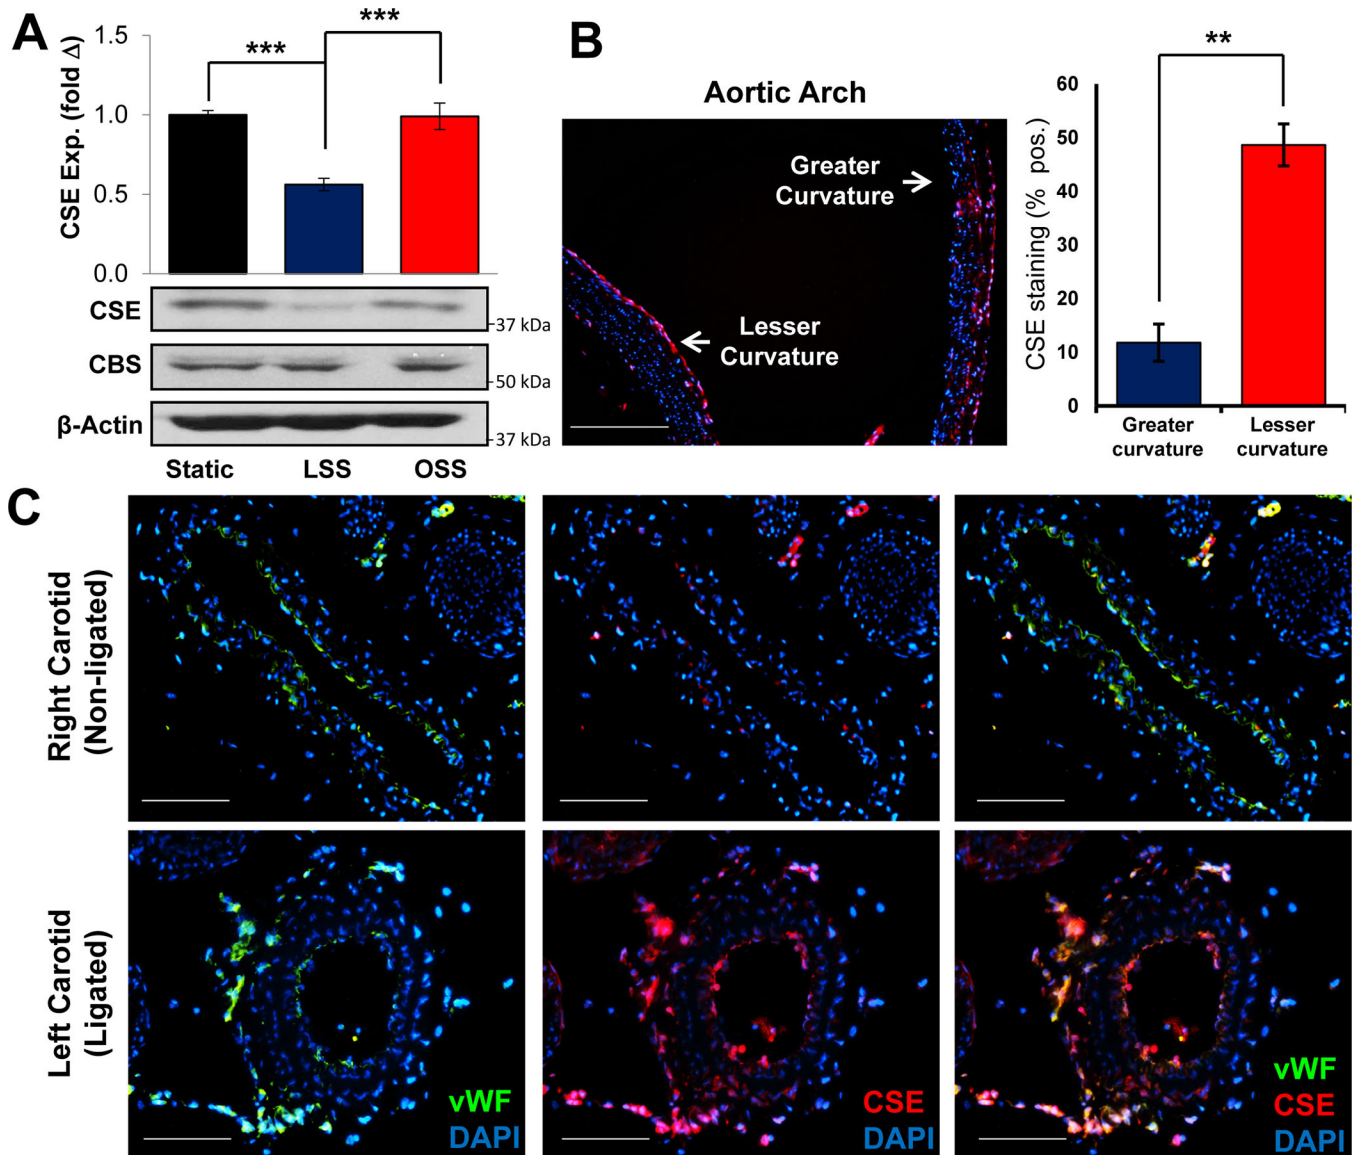 A
CSE Exp. (fold Δ)
1.5
1.0
0.5
0.0
***
***
CSE
37 kDa
CBS
50 kDa
β-Actin
37 kDa
Static
LSS
OSS
B
Aortic Arch
Greater
Curvature
Lesser
Curvature
CSE staining (% pos.)
60
50
40
30
20
10
0
**
Greater
curvature
Lesser
curvature
C
Right Carotid
(Non-ligated)
Left Carotid
(Ligated)
vWF
DAPI
CSE
DAPI
vWF
CSE
DAPI